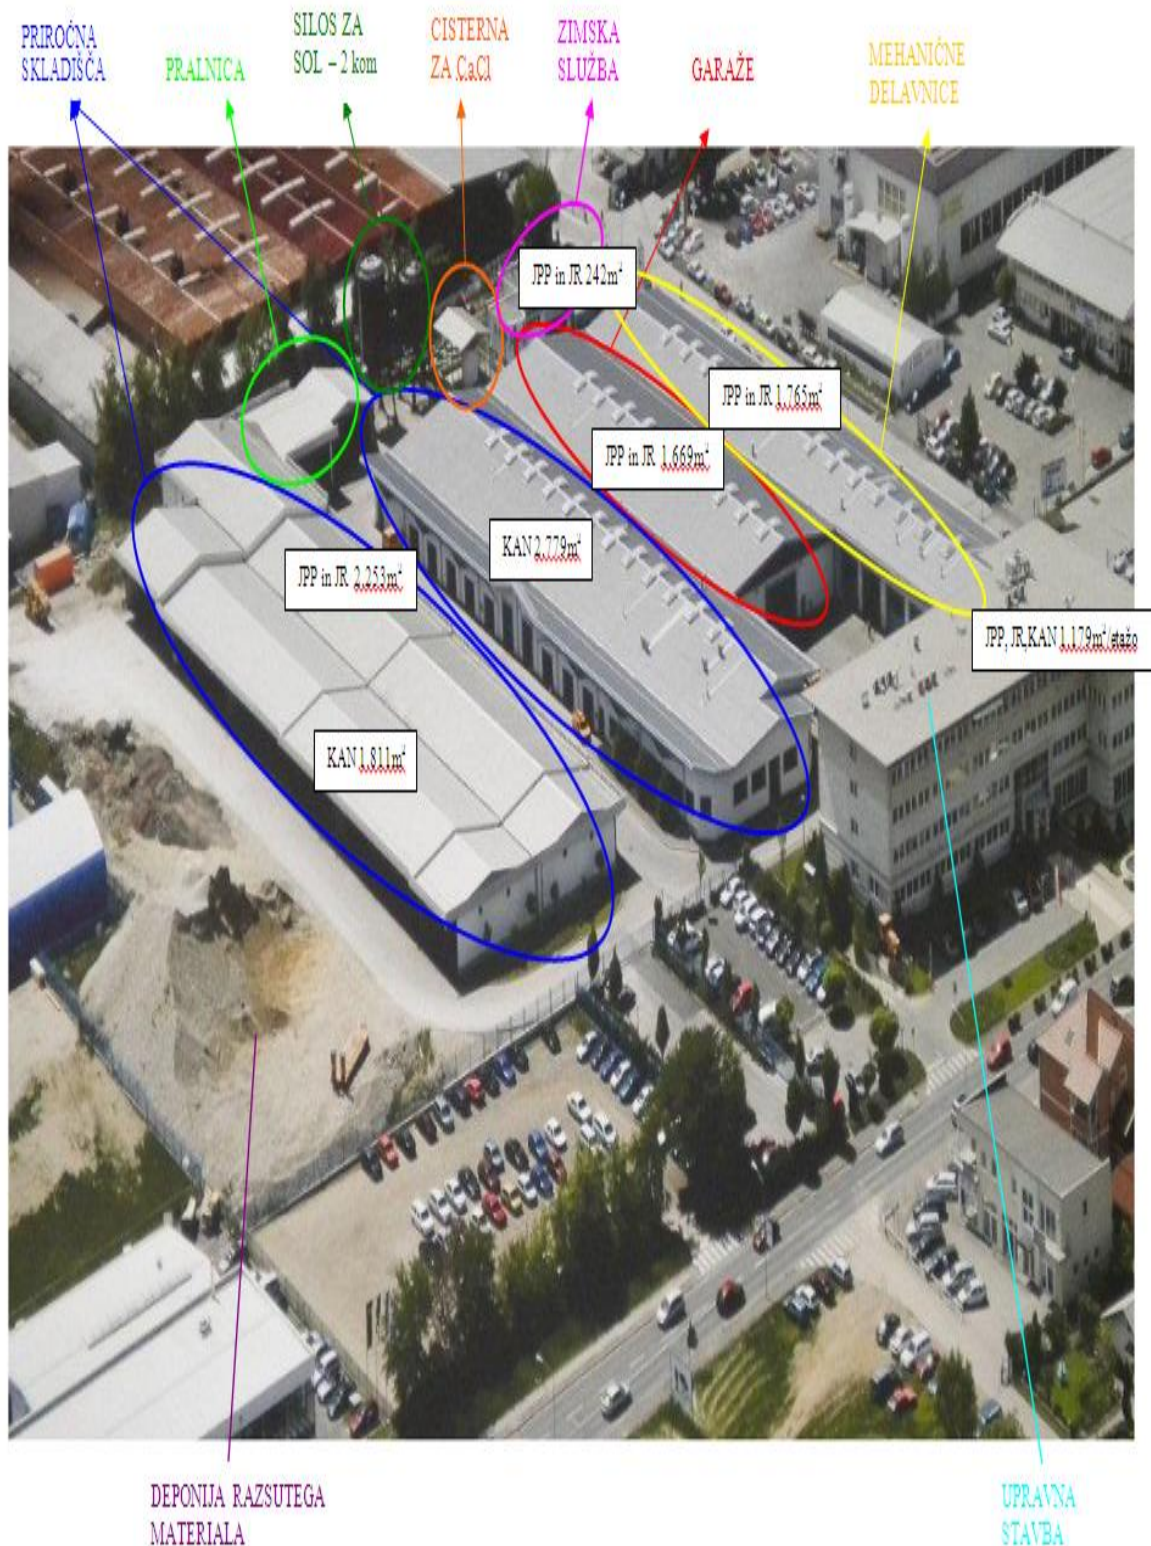 PRIROČNA
SKLADIŠČA
PRALNICA
SILOS ZA
SOL – 2 kom
CISTERNA
ZA CaCl
ZIMSKA
SLUŽBA
GARAŽE
MEHANIČNE
DELAVNICE
JPP in JR 242m²
JPP in JR 1.765m²
JPP in JR 1.669m²
KAN 2.779m²
JPP in JR 2.253m²
JPP, JR,KAN 1.179m²/etažo
KAN 1.811m²
DEPONIJA RAZSUTEGA
MATERIALA
UPRAVNA
STAVBA